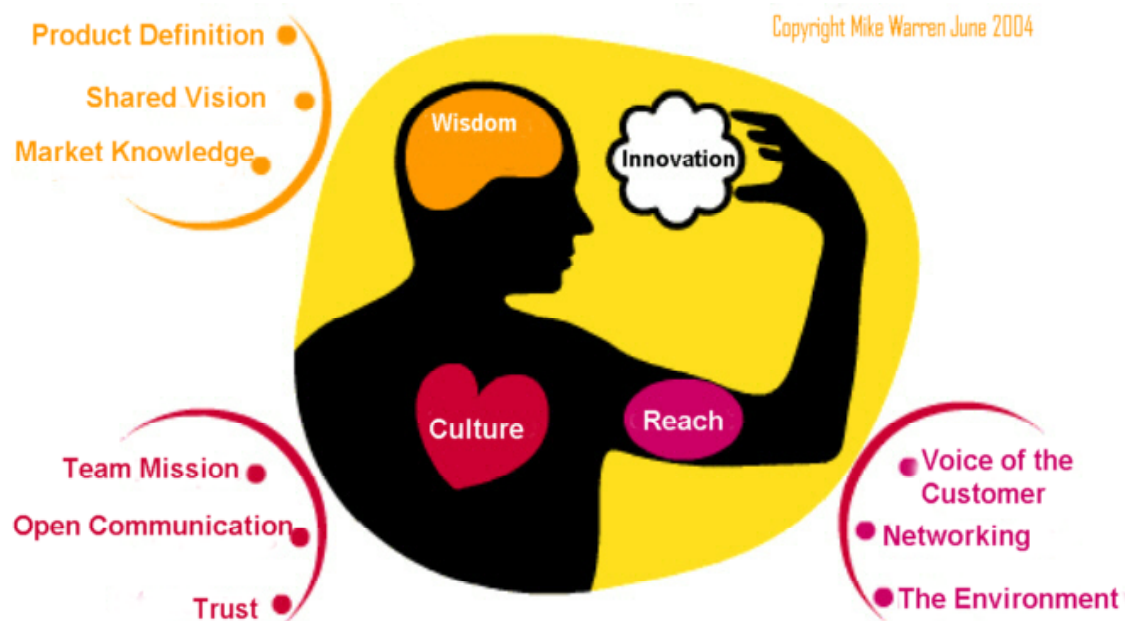 Copyright Mike Warren June 2004
Product Definition
Shared Vision
Market Knowledge
Wisdom
Innovation
Culture
Reach
Team Mission
Open Communication
Trust
Voice of the
Customer
Networking
The Environment